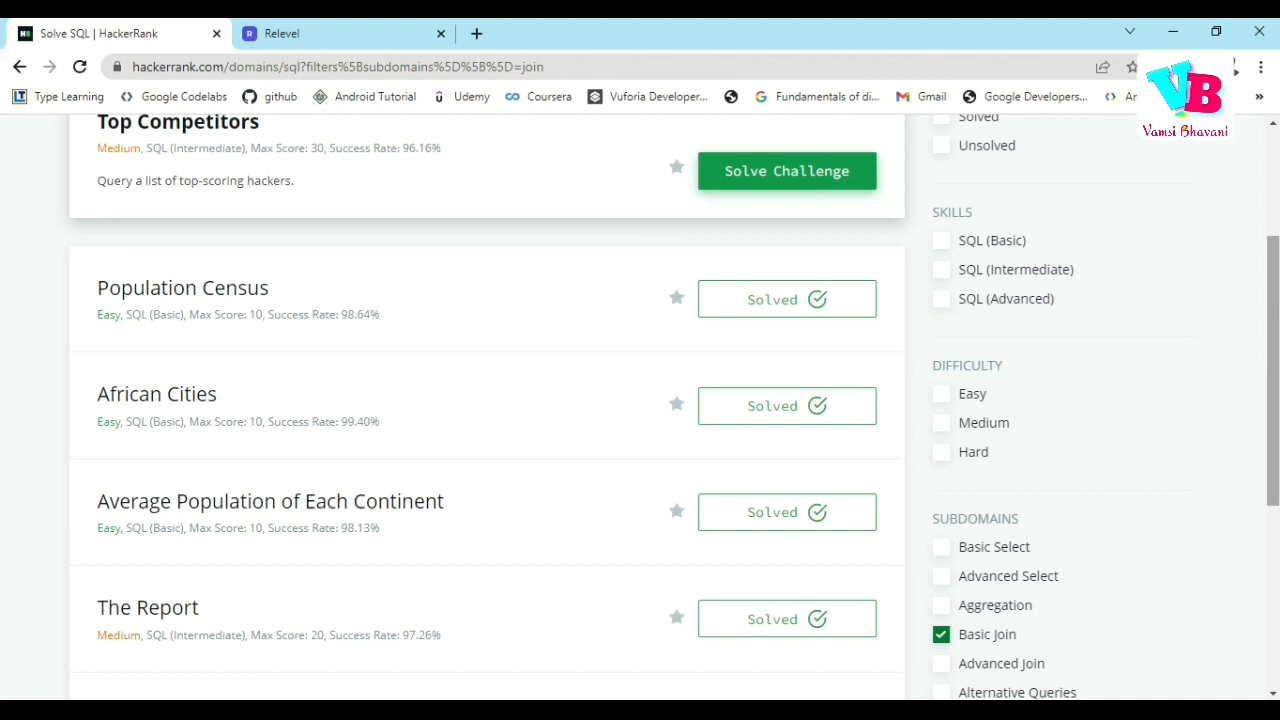 Solve SQL | HackerRank
Relevel
hackerrank.com/domains/sql?filters%5Bsubdomains%5D%5B%5D=join
Type Learning
Google Codelabs
github
Android Tutorial
Udemy
Coursera
Vuforia Developer...
Fundamentals of di...
Gmail
Google Developers...
An
»
VB
Vamsi Bhavani
Top Competitors
Medium, SQL (Intermediate), Max Score: 30, Success Rate: 96.16%
Query a list of top-scoring hackers.
Solve Challenge
Population Census
Easy, SQL (Basic), Max Score: 10, Success Rate: 98.64%
Solved
African Cities
Easy, SQL (Basic), Max Score: 10, Success Rate: 99.40%
Solved
Average Population of Each Continent
Easy, SQL (Basic), Max Score: 10, Success Rate: 98.13%
Solved
The Report
Medium, SQL (Intermediate), Max Score: 20, Success Rate: 97.26%
Solved
Solved
Unsolved
SKILLS
SQL (Basic)
SQL (Intermediate)
SQL (Advanced)
DIFFICULTY
Easy
Medium
Hard
SUBDOMAINS
Basic Select
Advanced Select
Aggregation
Basic Join
Advanced Join
Alternative Queries